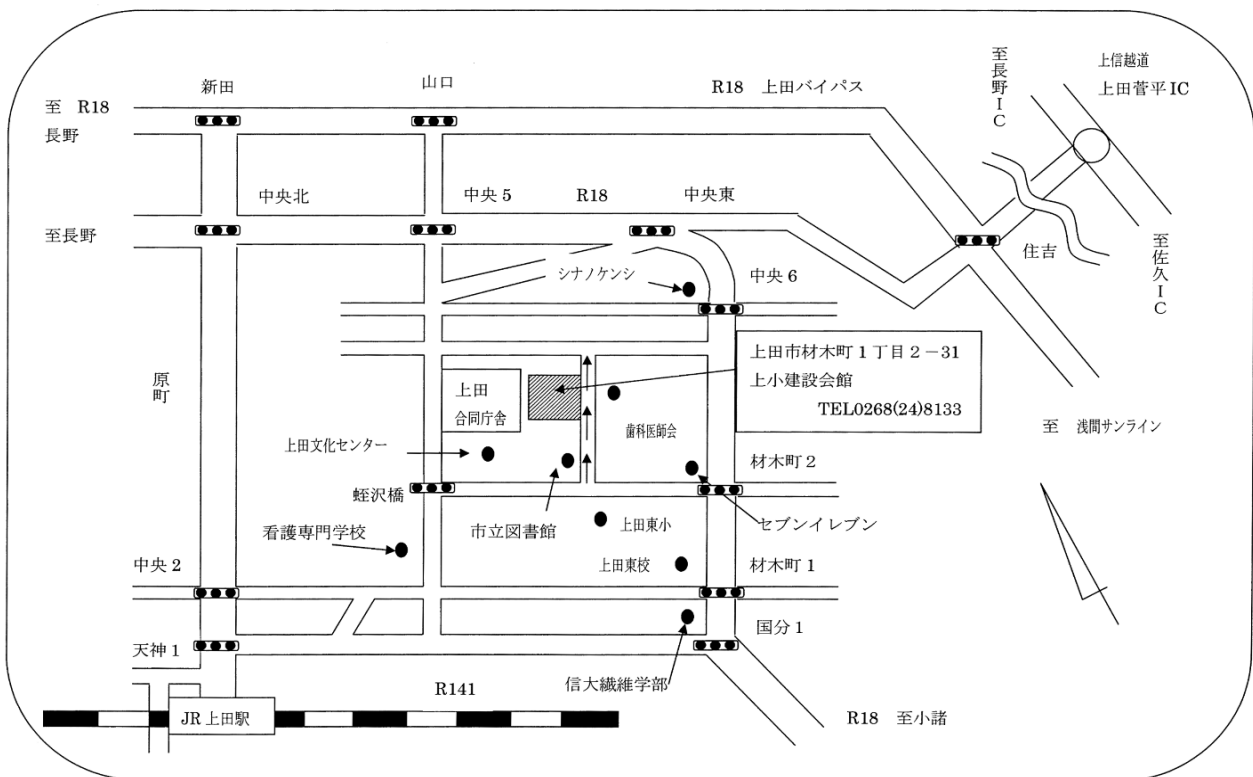 至長野IC
上信越道
上田菅平IC
新田
山口
R18　上田バイパス
至　R18
長野
中央北
中央5
R18
中央東
至長野
住吉
至佐久IC
シナノケンシ
中央6
上田市材木町1丁目2－31
上小建設会館
TEL0268(24)8133
原町
上田
合同庁舎
歯科医師会
至　浅間サンライン
上田文化センター
材木町2
蛭沢橋
市立図書館
セブンイレブン
看護専門学校
上田東小
中央2
上田東校
材木町1
国分1
天神1
R141
信大繊維学部
JR上田駅
R18　至小諸